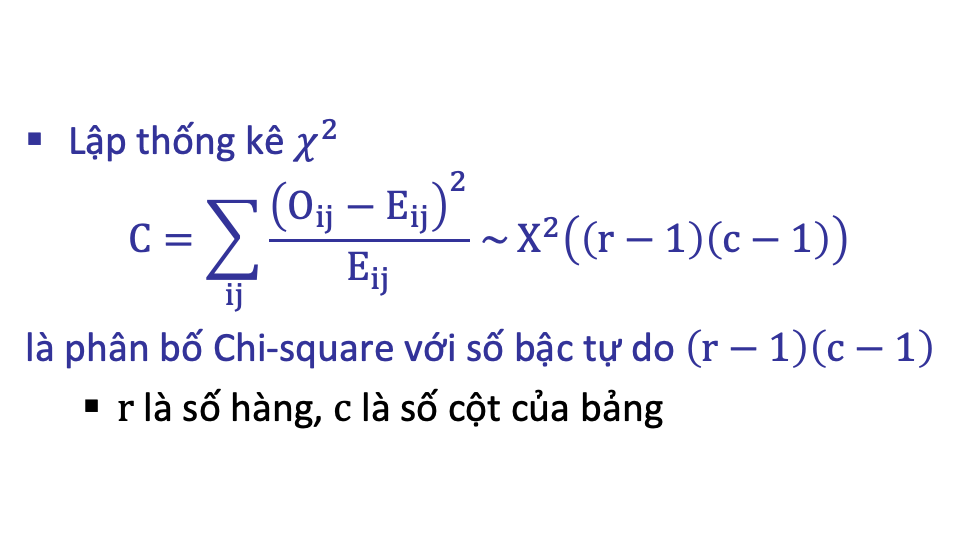 ▪ Lập thống kê χ²
C = ∑ᵢⱼ (Oᵢⱼ − Eᵢⱼ)² / Eᵢⱼ ~ X²((r − 1)(c − 1))
là phân bố Chi-square với số bậc tự do (r − 1)(c − 1)
▪ r là số hàng, c là số cột của bảng